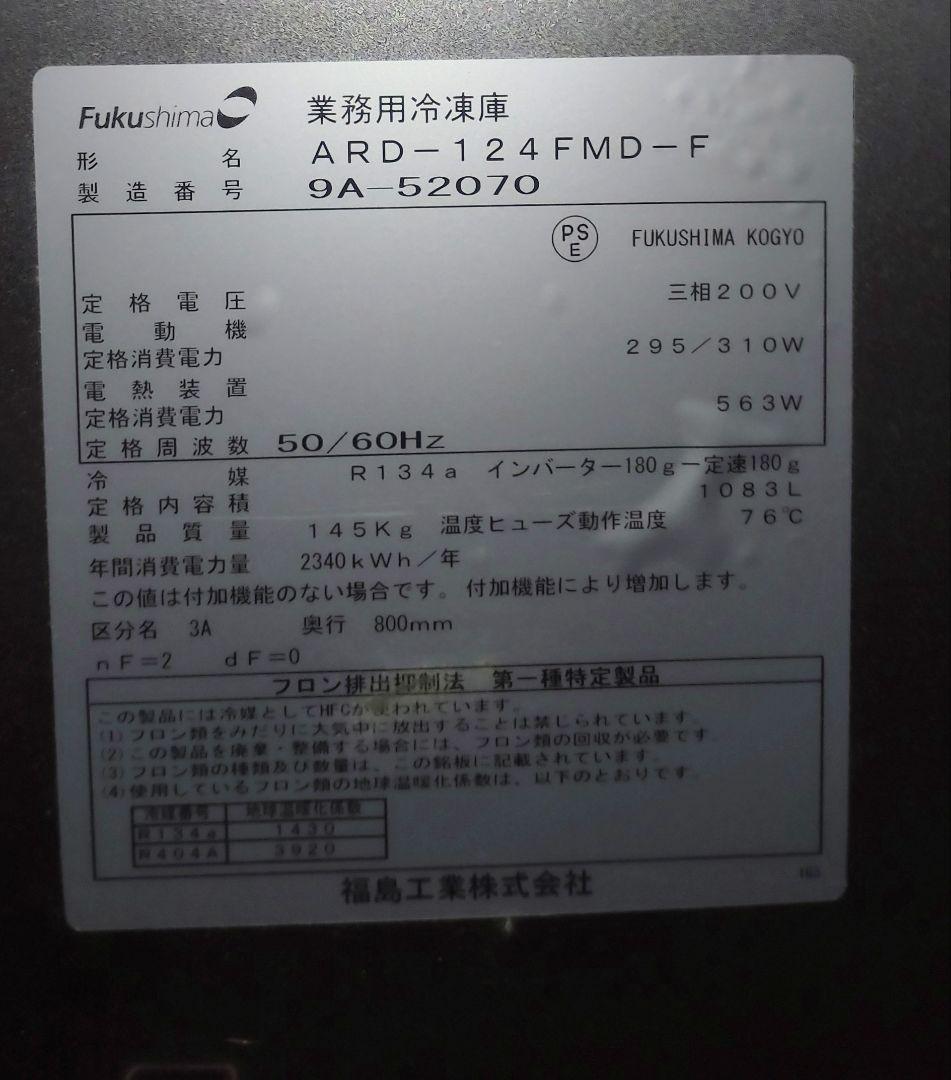 Fukushima 業務用冷凍庫
形名 ARD-124FMD-F
製造番号 9A-52070
PSE FUKUSHIMA KOGYO
定格電圧 三相200V
電動機
定格消費電力 295/310W
電熱装置
定格消費電力 563W
定格周波数 50/60Hz
冷媒 R134a インバーター180g-定速180g
定格内容積 1083L
製品質量 145Kg 温度ヒューズ動作温度 76℃
年間消費電力量 2340kWh/年
この値は付加機能のない場合です。付加機能により増加します。
区分名 3A 奥行 800mm
nF=2 dF=0
フロン排出抑制法 第一種特定製品
この製品には冷媒としてHFCが使われています。
(1)フロン類をみだりに大気中に放出することは禁じられています。
(2)この製品を廃棄・整備する場合には、フロン類の回収が必要です。
(3)フロン類の種類及び数量は、この銘板に記載されています。
(4)使用しているフロン類の地球温暖化係数は、以下のとおりです。
冷媒番号 地球温暖化係数
R134a 1430
R404A 3920
福島工業株式会社